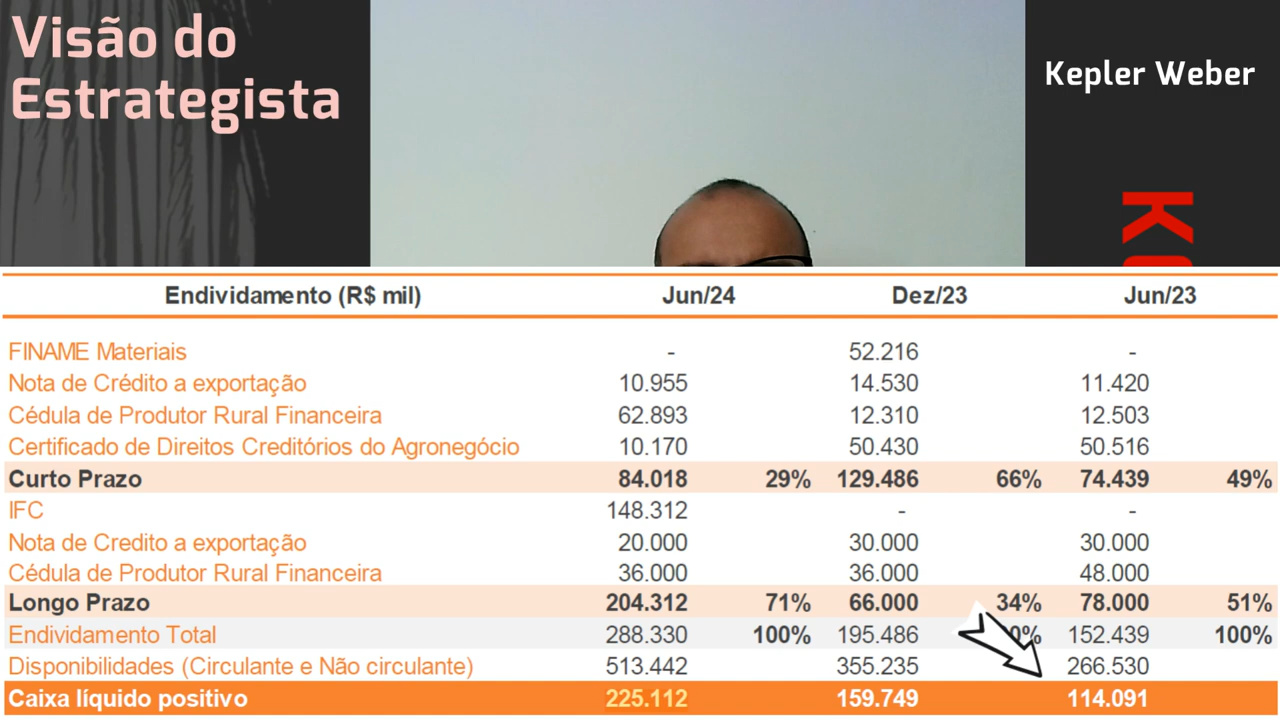 Visão do
Estrategista
Kepler Weber
K
Endividamento (R$ mil) Jun/24 Dez/23 Jun/23
FINAME Materiais - 52.216 -
Nota de Crédito a exportação 10.955 14.530 11.420
Cédula de Produtor Rural Financeira 62.893 12.310 12.503
Certificado de Direitos Creditórios do Agronegócio 10.170 50.430 50.516
Curto Prazo 84.018 29% 129.486 66% 74.439 49%
IFC 148.312 - -
Nota de Credito a exportação 20.000 30.000 30.000
Cédula de Produtor Rural Financeira 36.000 36.000 48.000
Longo Prazo 204.312 71% 66.000 34% 78.000 51%
Endividamento Total 288.330 100% 195.486 152.439 100%
Disponibilidades (Circulante e Não circulante) 513.442 355.235 266.530
Caixa líquido positivo 225.112 159.749 114.091